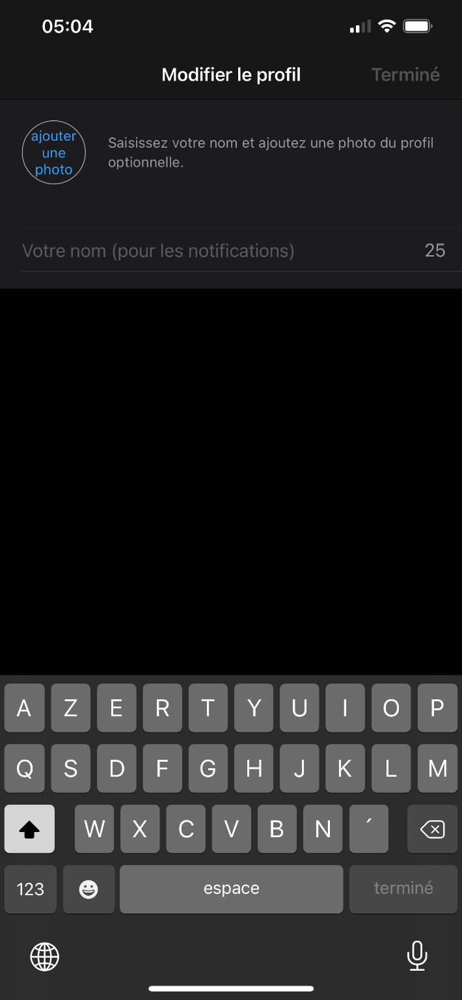 05:04
Modifier le profil
Terminé
ajouter
une
photo
Saisissez votre nom et ajoutez une photo du profil
optionnelle.
Votre nom (pour les notifications)
25
A Z E R T Y U I O P
Q S D F G H J K L M
W X C V B N ´
123
espace
terminé